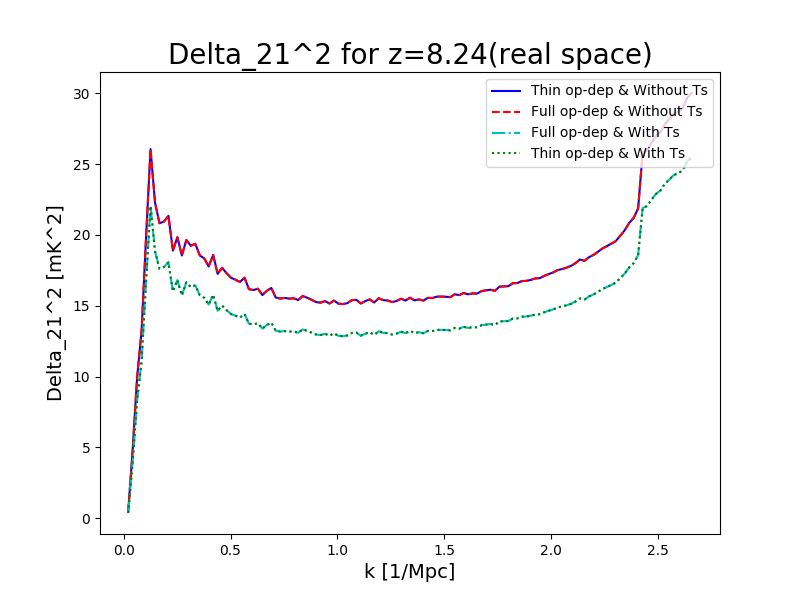 Delta_21^2 for z=8.24(real space)
Thin op-dep & Without Ts
Full op-dep & Without Ts
Full op-dep & With Ts
Thin op-dep & With Ts
Delta_21^2 [mK^2]
30
25
20
15
10
5
0
0.0 0.5 1.0 1.5 2.0 2.5
k [1/Mpc]